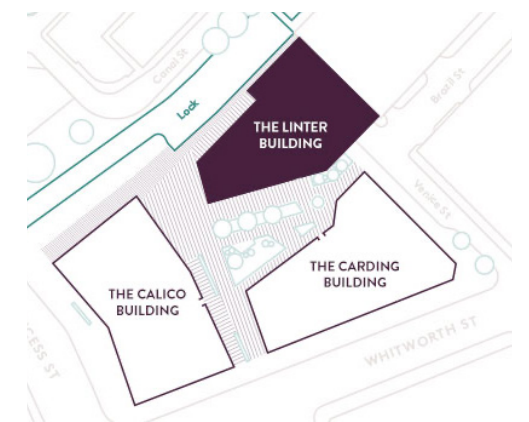 Canal St
Brazil St
Lock
THE LINTER
BUILDING
Venice St
THE CARDING
BUILDING
THE CALICO
BUILDING
WHITWORTH ST
CESS ST